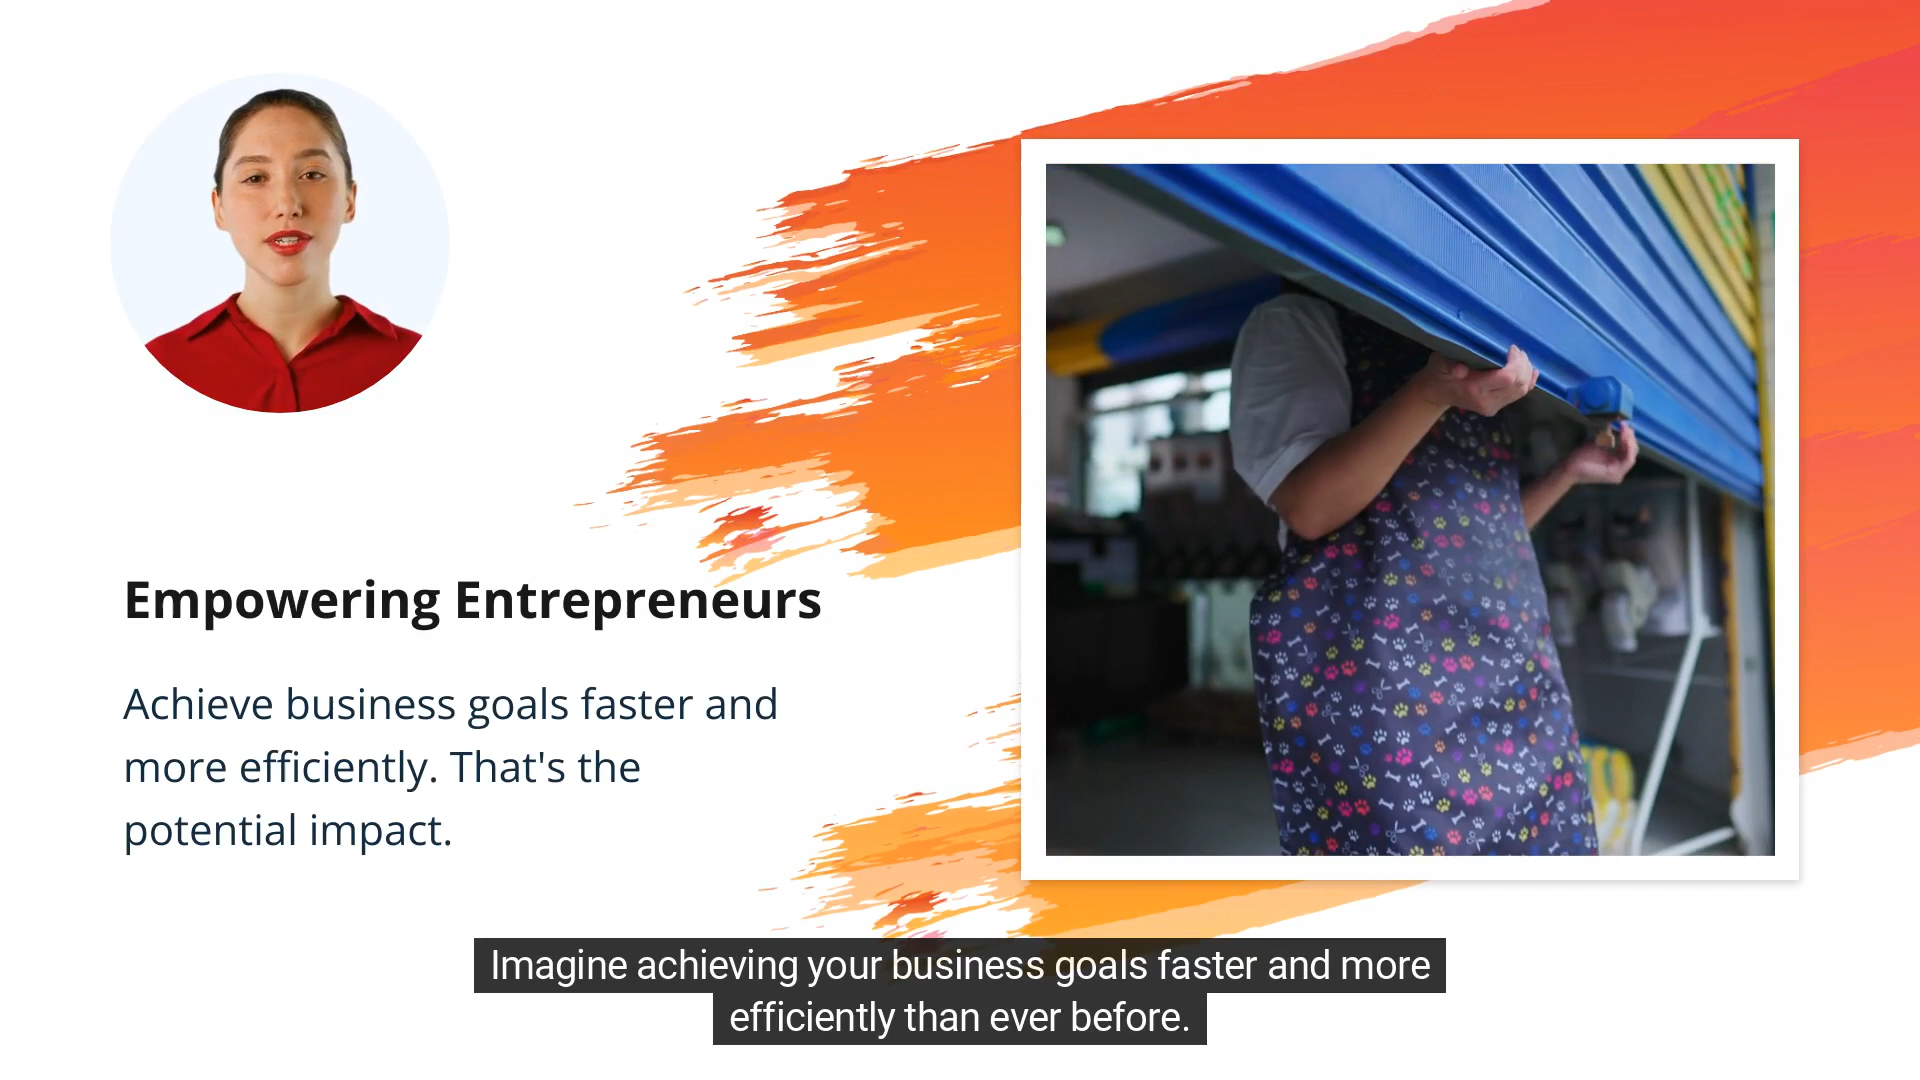 Empowering Entrepreneurs
Achieve business goals faster and
more efficiently. That's the
potential impact.
Imagine achieving your business goals faster and more
efficiently than ever before.